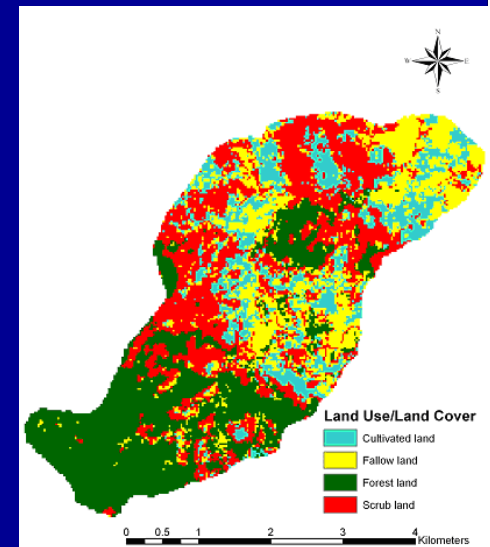 N
W E
S
Land Use/Land Cover
Cultivated land
Fallow land
Forest land
Scrub land
0 0.5 1 2 3 4
Kilometers